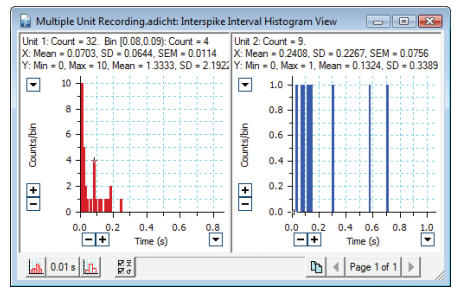 Multiple Unit Recording.adicht: Interspike Interval Histogram View
Unit 1: Count = 32. Bin [0.08,0.09): Count = 4
X: Mean = 0.0703, SD = 0.0644, SEM = 0.0114
Y: Min = 0, Max = 10, Mean = 1.3333, SD = 2.192
Counts/bin
10
8
6
4
2
0
0.0 0.2 0.4 0.6 0.8
Time (s)
Unit 2: Count = 9.
X: Mean = 0.2408, SD = 0.2267, SEM = 0.0756
Y: Min = 0, Max = 1, Mean = 0.1324, SD = 0.3389
Counts/bin
1.0
0.8
0.6
0.4
0.2
0.0
0.0 0.2 0.4 0.6 0.8 1.0
Time (s)
0.01 s
Page 1 of 1